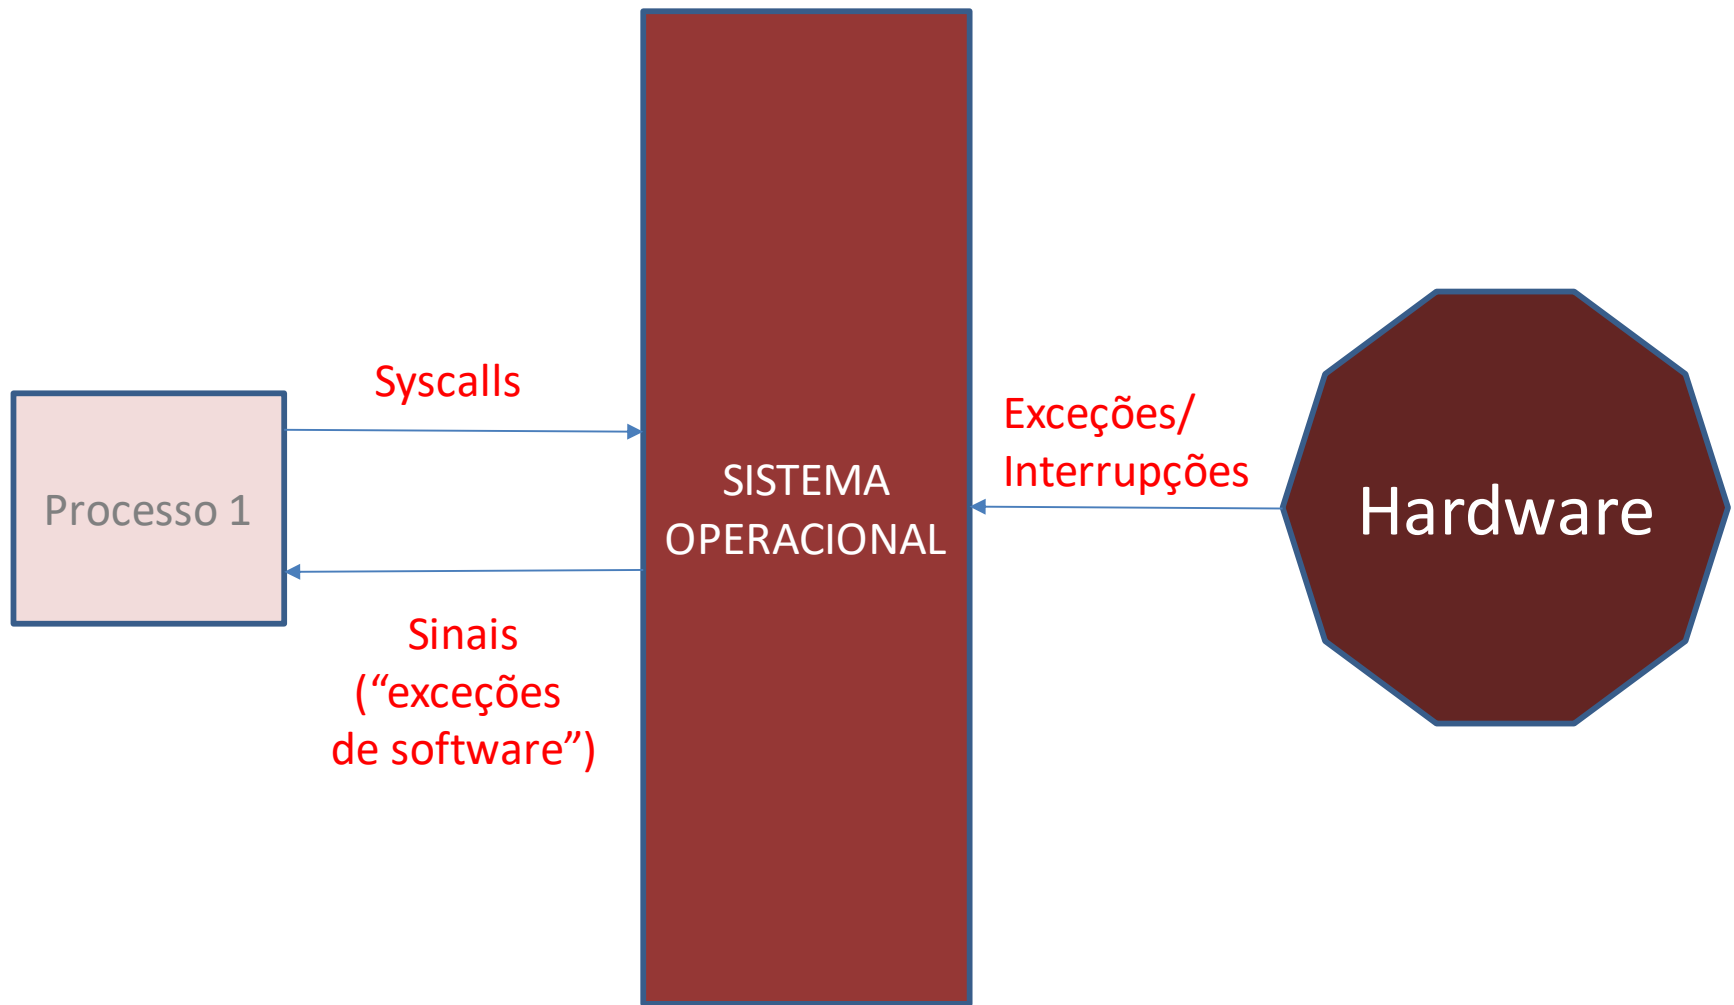 Syscalls
Processo 1
Sinais
(“exceções
de software”)
SISTEMA
OPERACIONAL
Exceções/
Interrupções
Hardware